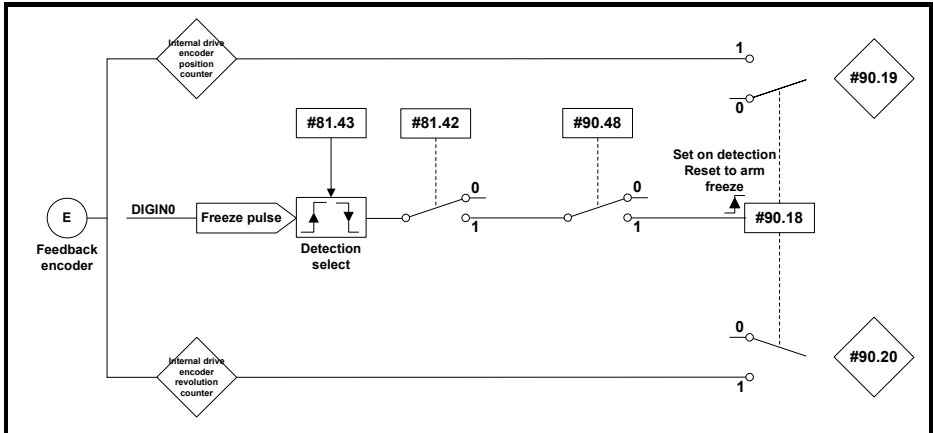 Internal drive
encoder
position
counter
1
#90.19
0
#81.43
#81.42
#90.48
Set on detection
Reset to arm
freeze
0
0
E
DIGIN0
Freeze pulse
#90.18
1
1
Feedback
encoder
Detection
select
0
Internal drive
encoder
revolution
counter
#90.20
1